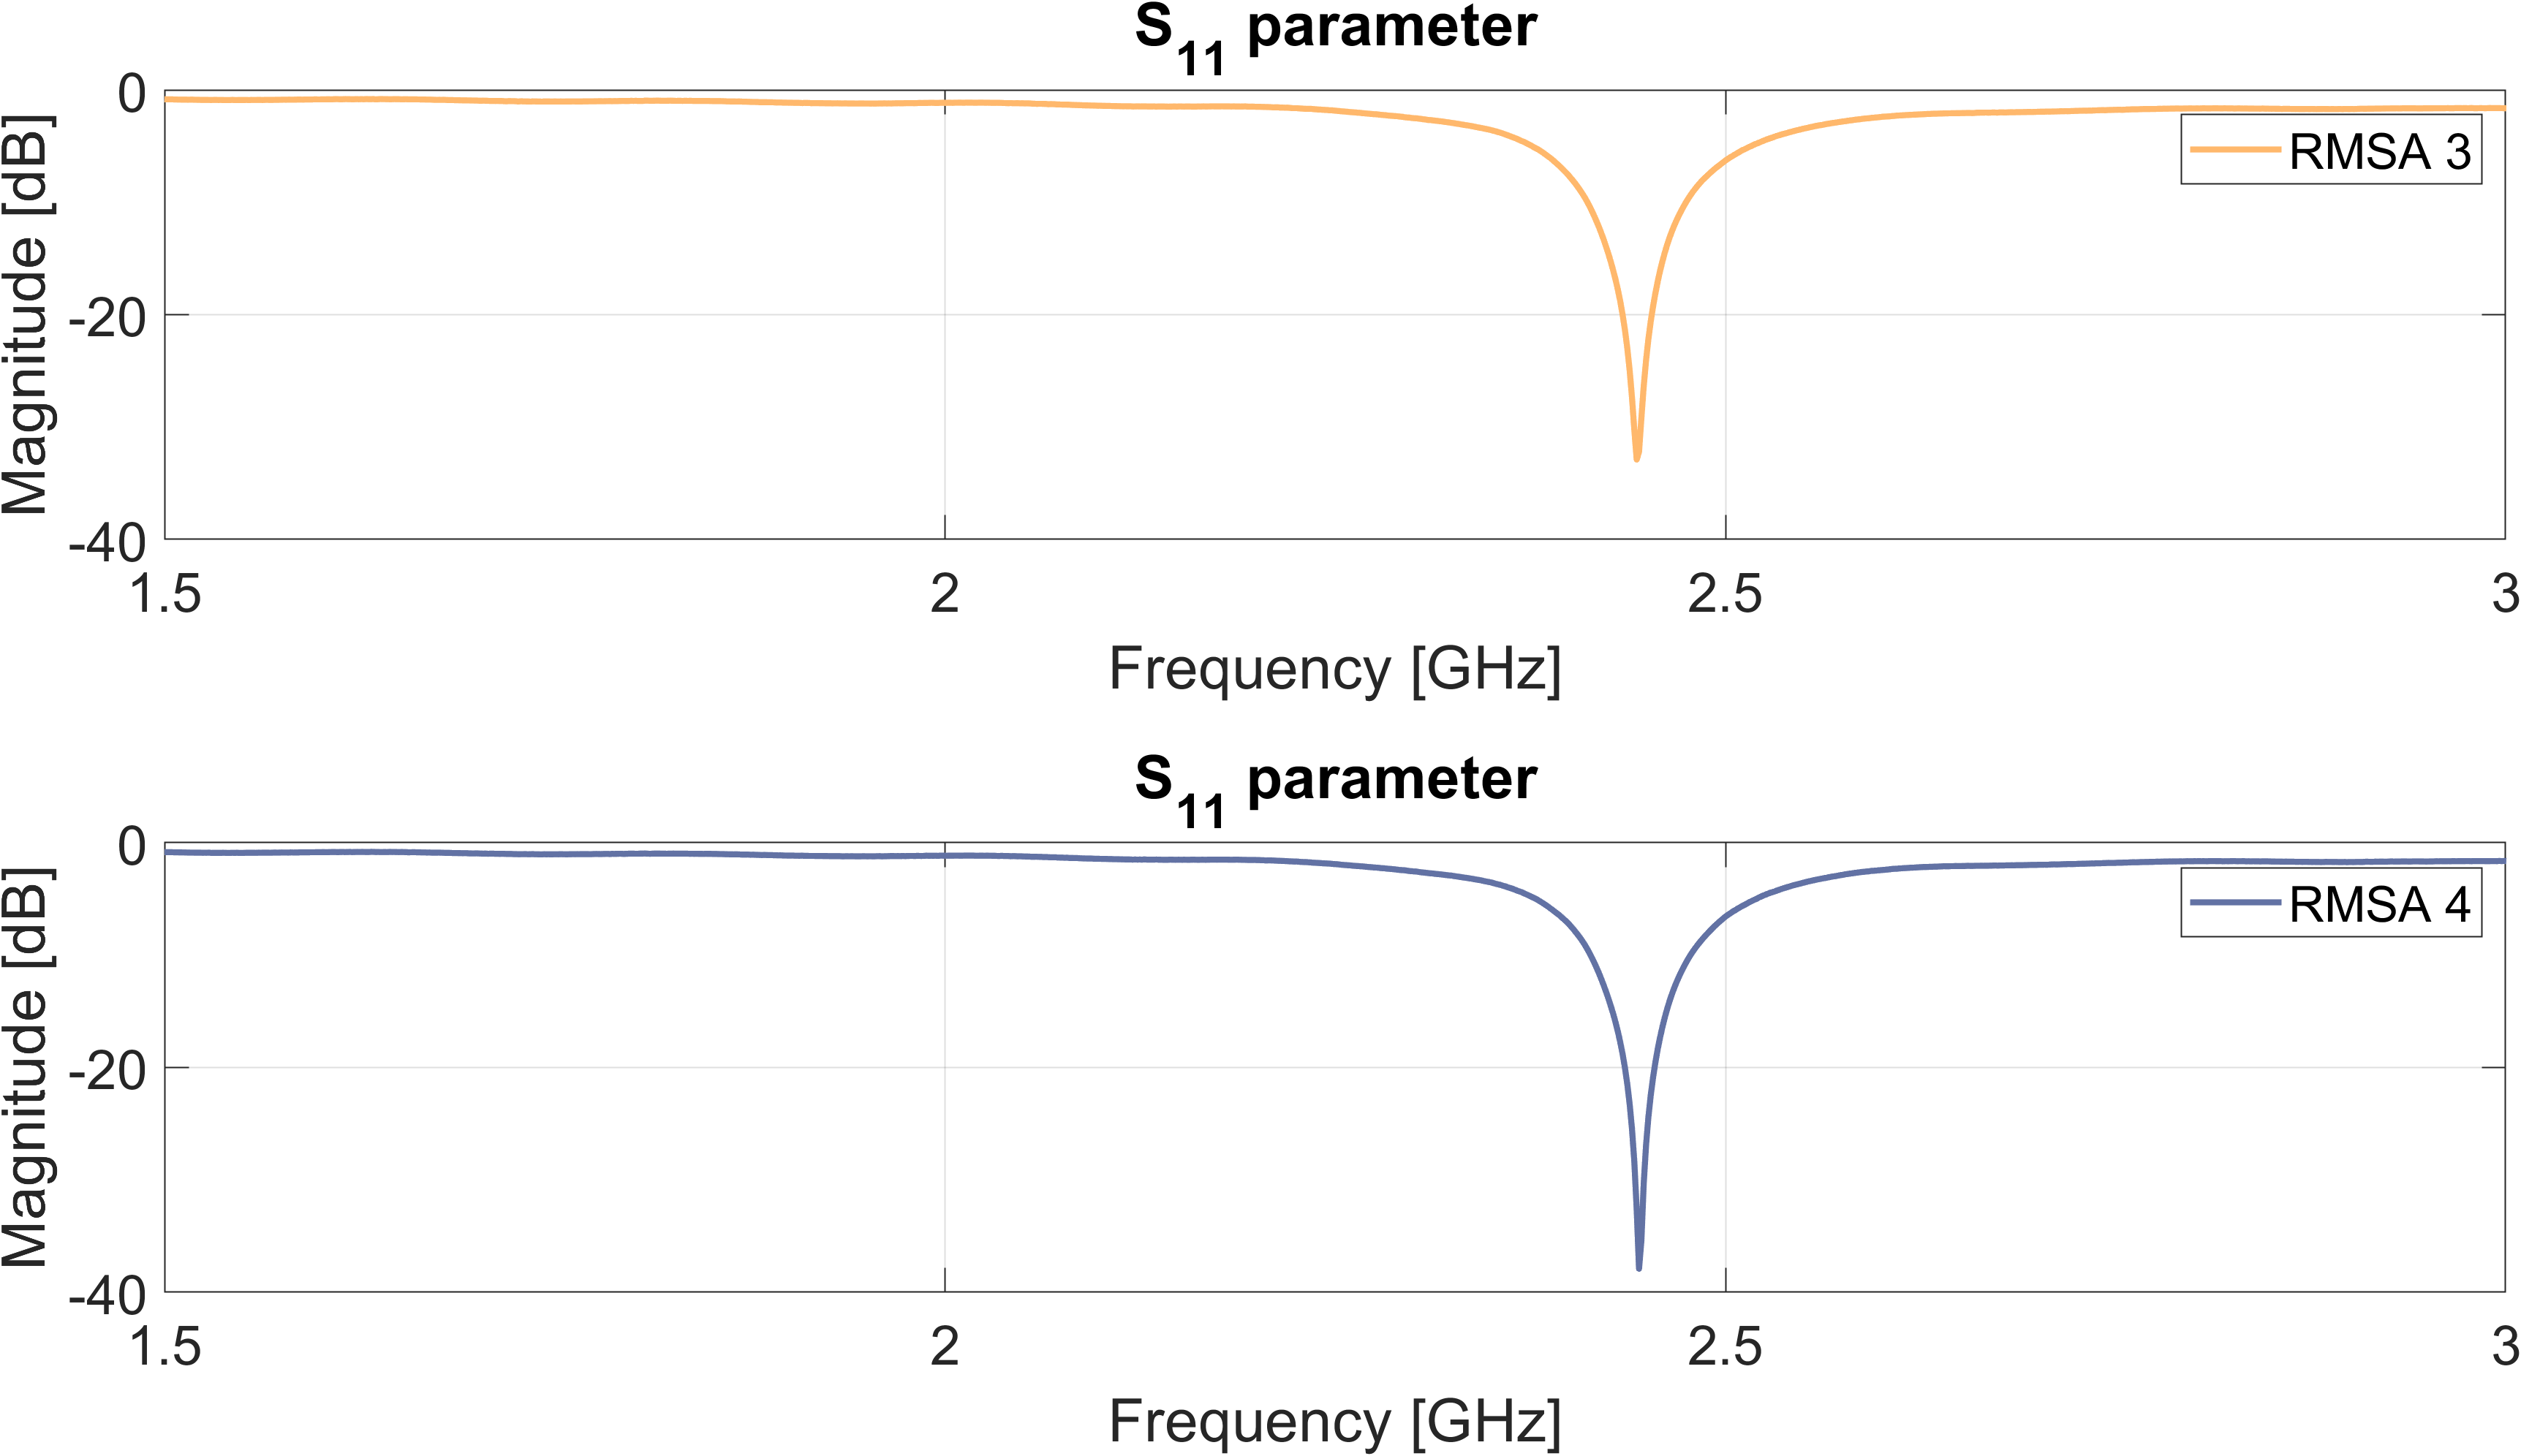 S11 parameter
Magnitude [dB]
0
-20
-40
RMSA 3
1.5 2 2.5 3
Frequency [GHz]
S11 parameter
Magnitude [dB]
0
-20
-40
RMSA 4
1.5 2 2.5 3
Frequency [GHz]